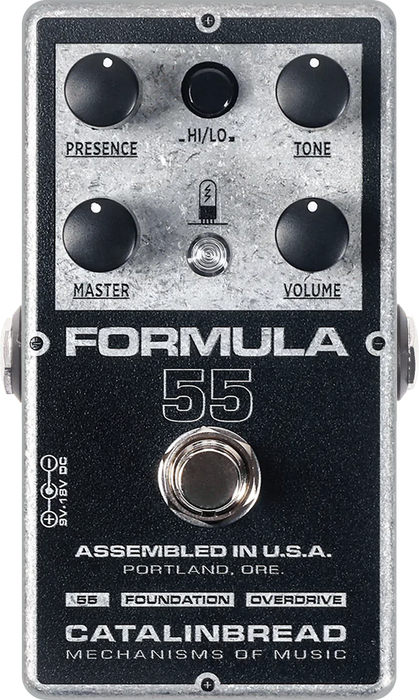 PRESENCE
HI/LO
TONE
MASTER
VOLUME
FORMULA
55
9V-18V DC
ASSEMBLED IN U.S.A.
PORTLAND, ORE.
55 FOUNDATION OVERDRIVE
CATALINBREAD
MECHANISMS OF MUSIC